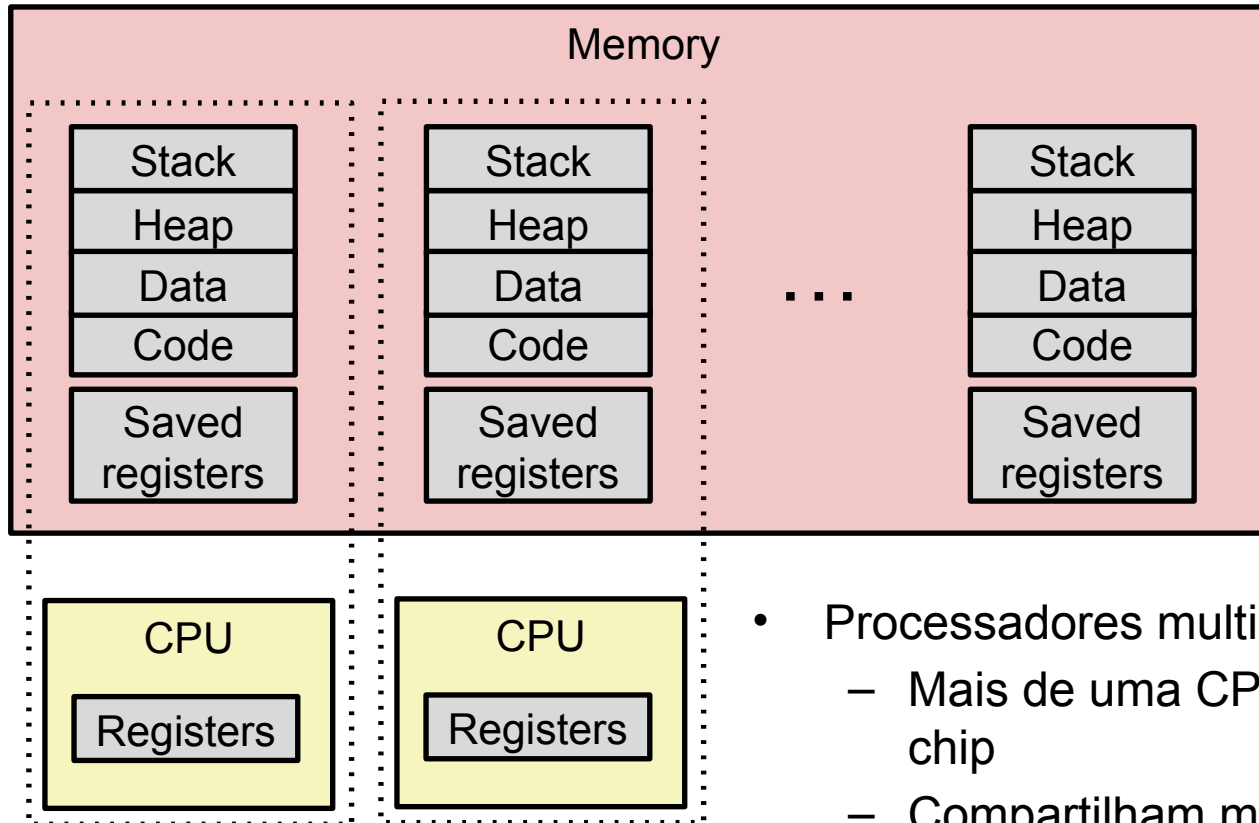 Memory
Stack
Heap
Data
Code
Saved
registers
Stack
Heap
Data
Code
Saved
registers
...
Stack
Heap
Data
Code
Saved
registers
CPU
Registers
CPU
Registers
• Processadores multi
– Mais de uma CP
chip
– Compartilham m